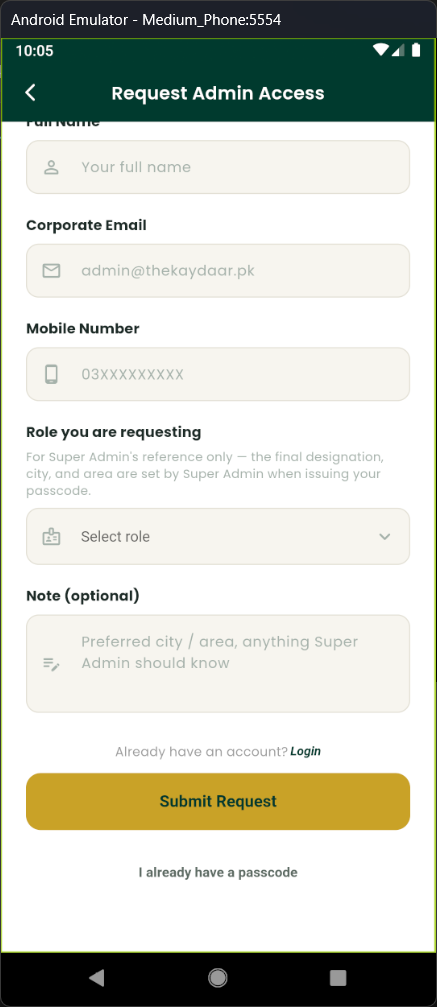 Android Emulator - Medium_Phone:5554
10:05
Request Admin Access
Full Name
Your full name
Corporate Email
admin@thekaydaar.pk
Mobile Number
03XXXXXXXXX
Role you are requesting
For Super Admin's reference only — the final designation,
city, and area are set by Super Admin when issuing your
passcode.
Select role
Note (optional)
Preferred city / area, anything Super
Admin should know
Already have an account? Login
Submit Request
I already have a passcode